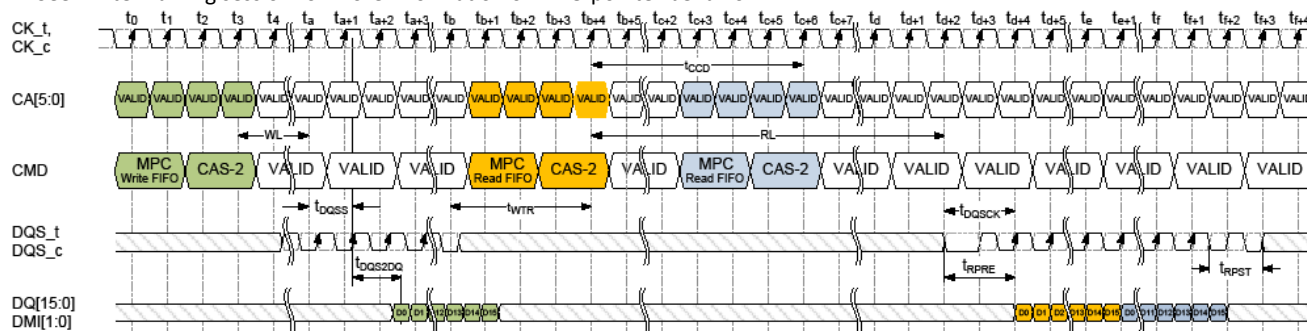 t0 t1 t2 t3 t4 ta ta+1 ta+2 ta+3 tb tb+1 tb+2 tb+3 tb+4 tb+5 tc+2 tc+3 tc+4 tc+5 tc+6 tc+7 td td+1 td+2 td+3 td+4 td+5 te te+1 tf tf+1 tf+2 tf+3 tf+4
CK_t,
CK_c
tCCD
CA[5:0] VALID VALID VALID VALID VALID VALID VALID VALID VALID VALID VALID VALID VALID VALID VALID VALID VALID VALID VALID VALID VALID VALID VALID VALID VALID VALID VALID VALID VALID VALID VALID VALID VALID VALID
WL RL
CMD MPC Write FIFO CAS-2 VALID VALID VALID MPC Read FIFO CAS-2 VALID MPC Read FIFO CAS-2 VALID VALID VALID VALID VALID VALID VALID
tDQSS tWTR tDQSCK
DQS_t
DQS_c
tDQS2DQ tRPRE tRPST
DQ[15:0]
DMI[1:0]
D0 D1 D12 D13 D14 D15 D0 D1 D2 D13 D14 D15 D0 D11 D12 D13 D14 D15